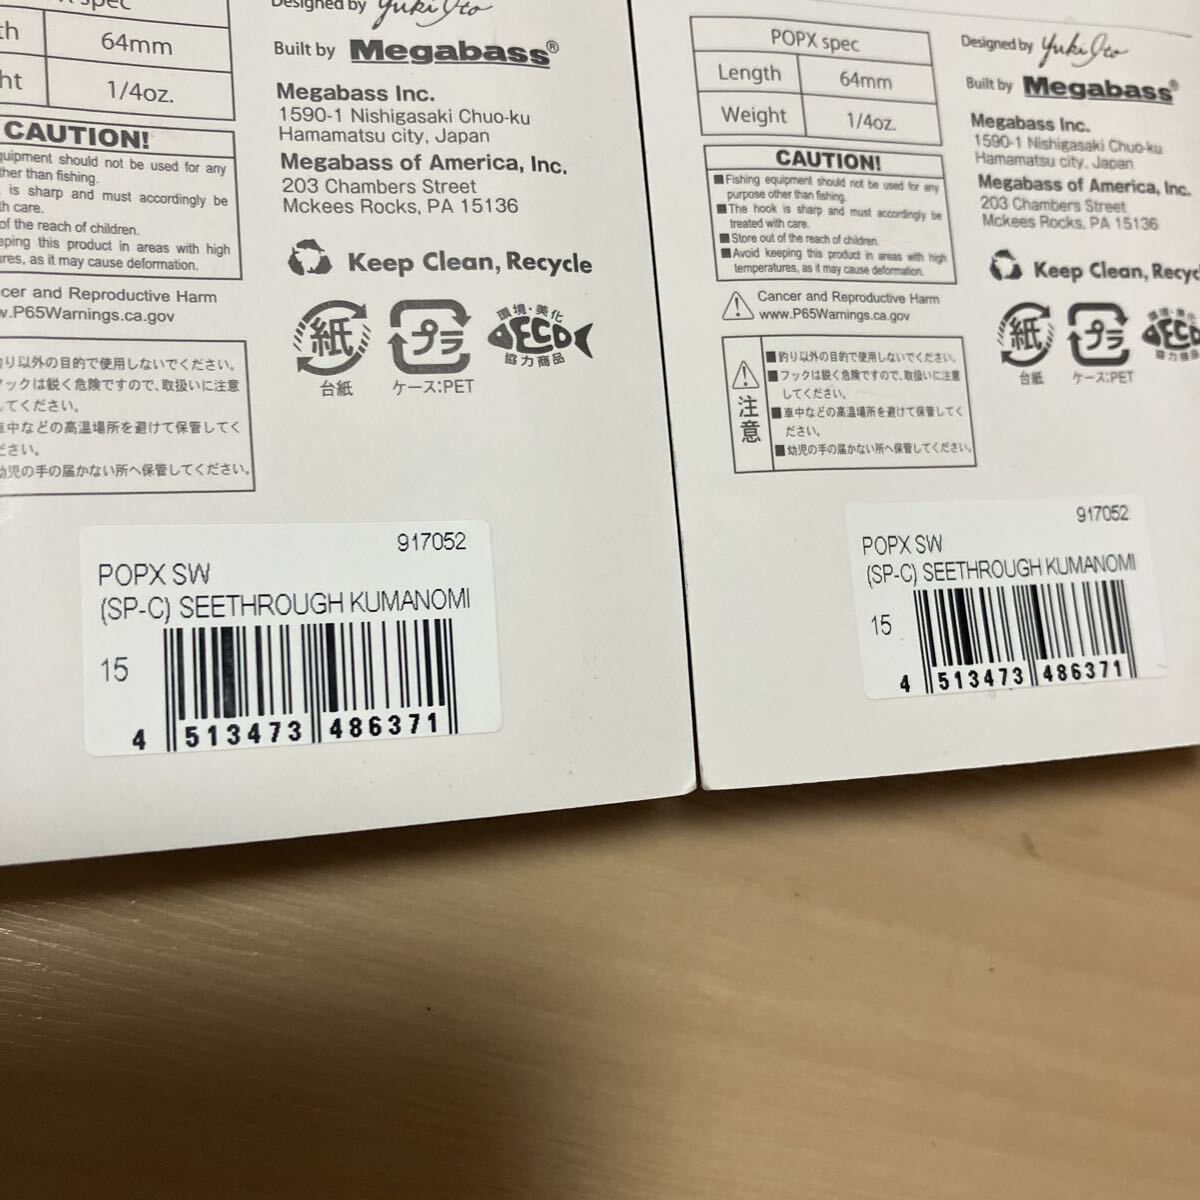 spec
th 64mm
ht 1/4oz.
CAUTION!
quipment should not be used for any
ther than fishing.
is sharp and must accordingly be
th care.
of the reach of children.
eping this product in areas with high
ures, as it may cause deformation.
cer and Reproductive Harm
w.P65Warnings.ca.gov
釣り以外の目的で使用しないでください。
フックは鋭く危険ですので、取扱いに注意
してください。
車中などの高温場所を避けて保管してく
ださい。
幼児の手の届かない所へ保管してください。
Designed by Yuki Ito
Built by Megabass®
Megabass Inc.
1590-1 Nishigasaki Chuo-ku
Hamamatsu city, Japan
Megabass of America, Inc.
203 Chambers Street
Mckees Rocks, PA 15136
Keep Clean, Recycle
紙
台紙
プラ
ケース:PET
環境・美化
ECO
協力商品
917052
POPX SW
(SP-C) SEETHROUGH KUMANOMI
15
4 513473 486371
POPX spec
Length 64mm
Weight 1/4oz.
CAUTION!
■Fishing equipment should not be used for any
purpose other than fishing.
■The hook is sharp and must accordingly be
treated with care.
■Store out of the reach of children.
■Avoid keeping this product in areas with high
temperatures, as it may cause deformation.
Cancer and Reproductive Harm
www.P65Warnings.ca.gov
注意
■釣り以外の目的で使用しないでください。
■フックは鋭く危険ですので、取扱いに注意
してください。
■車中などの高温場所を避けて保管してく
ださい。
■幼児の手の届かない所へ保管してください。
Designed by Yuki Ito
Built by Megabass®
Megabass Inc.
1590-1 Nishigasaki Chuo-ku
Hamamatsu city, Japan
Megabass of America, Inc.
203 Chambers Street
Mckees Rocks, PA 15136
Keep Clean, Recyc
紙
台紙
プラ
ケース:PET
環境・美
ECO
協力商品
917052
POPX SW
(SP-C) SEETHROUGH KUMANOMI
15
4 513473 486371